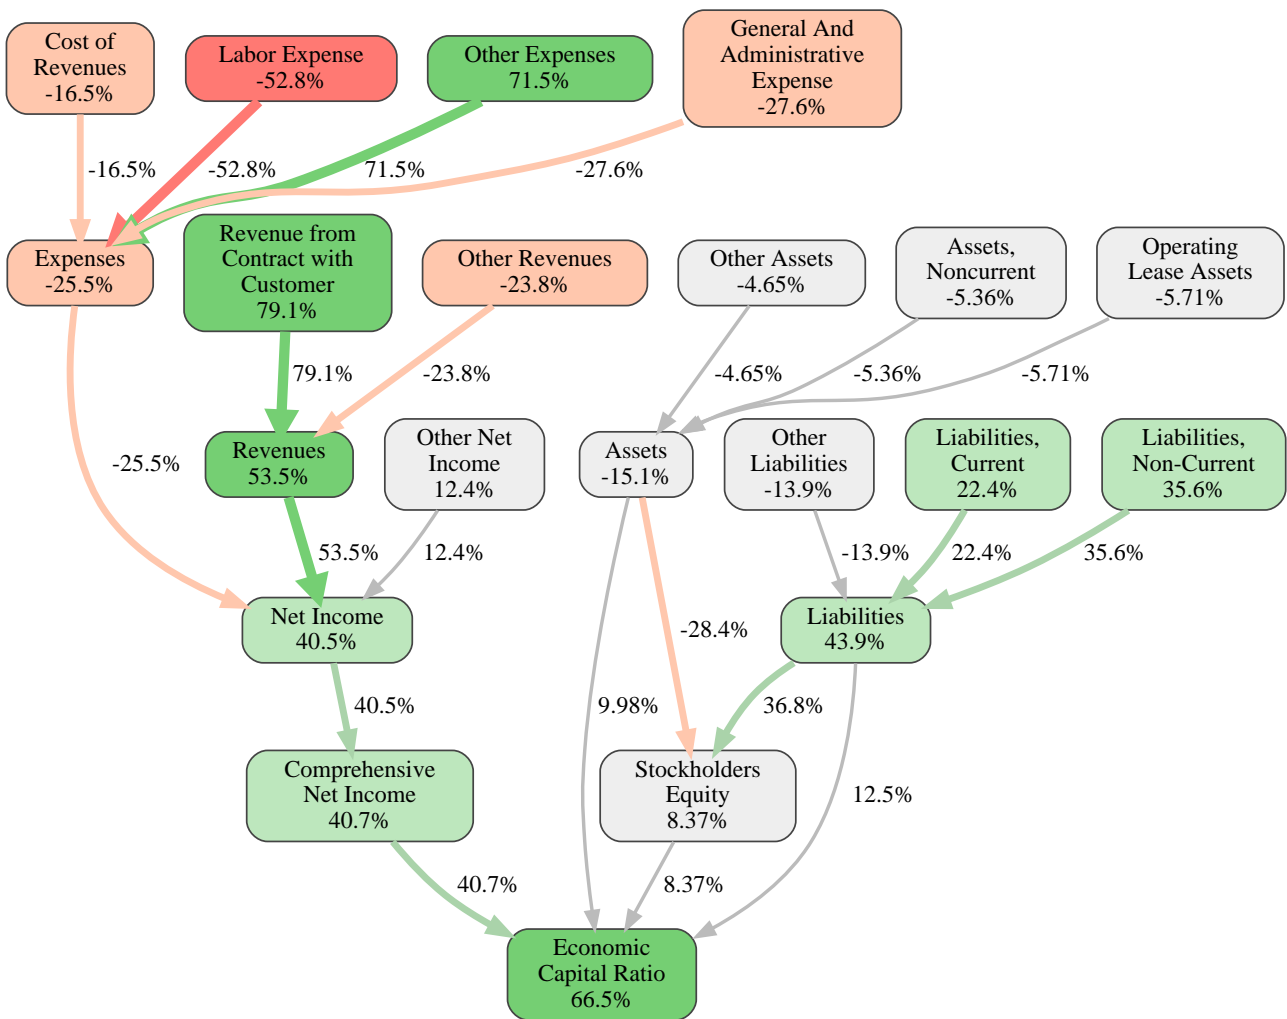 Cost of
Revenues
-16.5%
Labor Expense
-52.8%
Other Expenses
71.5%
General And
Administrative
Expense
-27.6%
-16.5%
-52.8%
71.5%
-27.6%
Expenses
-25.5%
Revenue from
Contract with
Customer
79.1%
Other Revenues
-23.8%
Other Assets
-4.65%
Assets,
Noncurrent
-5.36%
Operating
Lease Assets
-5.71%
79.1%
-23.8%
-4.65%
-5.36%
-5.71%
-25.5%
Revenues
53.5%
Other Net
Income
12.4%
Assets
-15.1%
Other
Liabilities
-13.9%
Liabilities,
Current
22.4%
Liabilities,
Non-Current
35.6%
53.5%
12.4%
-13.9%
22.4%
35.6%
Net Income
40.5%
-28.4%
Liabilities
43.9%
40.5%
9.98%
36.8%
Comprehensive
Net Income
40.7%
Stockholders
Equity
8.37%
12.5%
40.7%
8.37%
Economic
Capital Ratio
66.5%